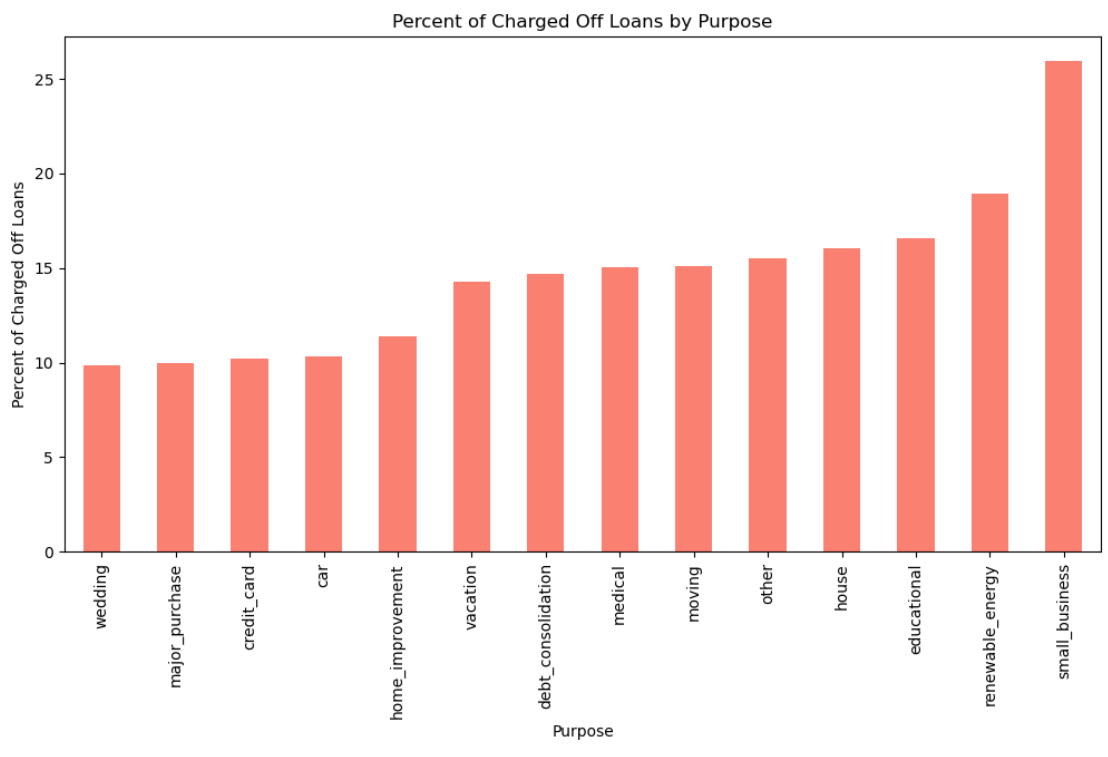 Percent of Charged Off Loans by Purpose
Percent of Charged Off Loans
25
20
15
10
5
0
wedding
major_purchase
credit_card
car
home_improvement
vacation
debt_consolidation
medical
moving
other
house
educational
renewable_energy
small_business
Purpose